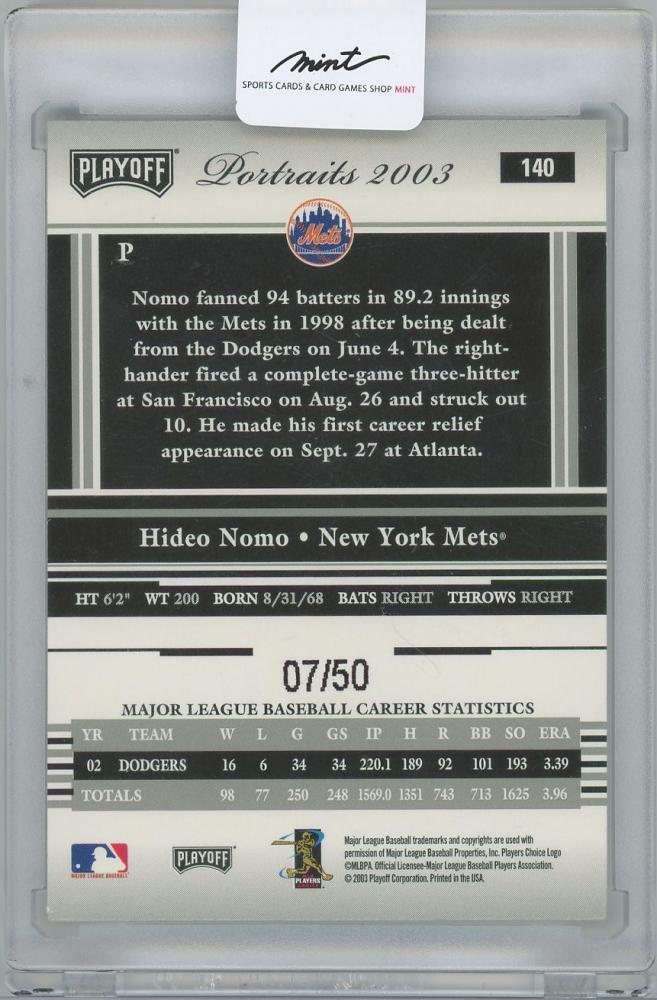 mint
SPORTS CARDS & CARD GAMES SHOP MINT
PLAYOFF® Portraits 2003 140
Mets
P
Nomo fanned 94 batters in 89.2 innings
with the Mets in 1998 after being dealt
from the Dodgers on June 4. The right-
hander fired a complete-game three-hitter
at San Francisco on Aug. 26 and struck out
10. He made his first career relief
appearance on Sept. 27 at Atlanta.
Hideo Nomo • New York Mets®
HT 6'2" WT 200 BORN 8/31/68 BATS RIGHT THROWS RIGHT
07/50
MAJOR LEAGUE BASEBALL CAREER STATISTICS
YR TEAM W L G GS IP H R BB SO ERA
02 DODGERS 16 6 34 34 220.1 189 92 101 193 3.39
TOTALS 98 77 250 248 1569.0 1351 743 713 1625 3.96
MAJOR LEAGUE BASEBALL
PLAYOFF
PLAYERS
CHOICE
Major League Baseball trademarks and copyrights are used with
permission of Major League Baseball Properties, Inc. Players Choice Logo
©MLBPA. Official Licensee-Major League Baseball Players Association.
© 2003 Playoff Corporation. Printed in the USA.